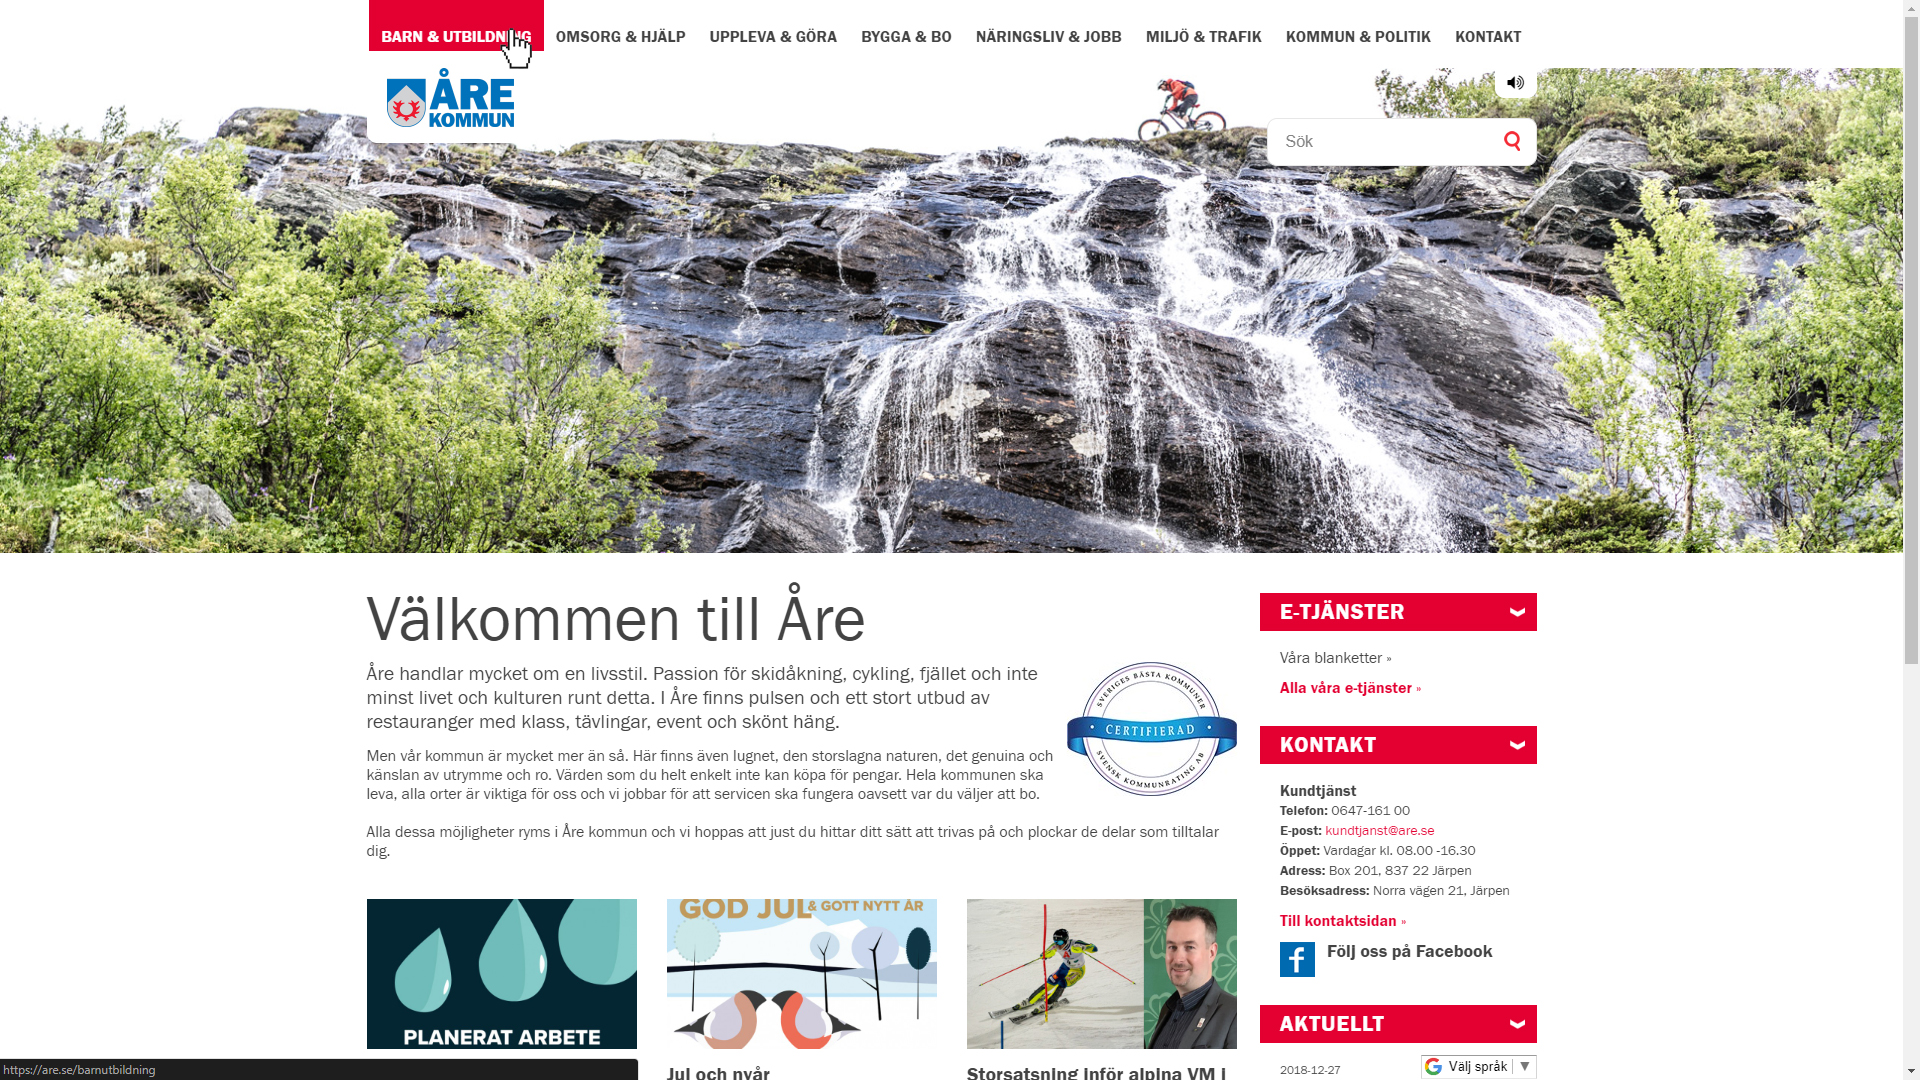 BARN & UTBILDNING
OMSORG & HJÄLP
UPPLEVA & GÖRA
BYGGA & BO
NÄRINGSLIV & JOBB
MILJÖ & TRAFIK
KOMMUN & POLITIK
KONTAKT
ÅRE
KOMMUN
Sök
Välkommen till Åre
Åre handlar mycket om en livsstil. Passion för skidåkning, cykling, fjället och inte
minst livet och kulturen runt detta. I Åre finns pulsen och ett stort utbud av
restauranger med klass, tävlingar, event och skönt häng.
SVERIGES BÄSTA KOMMUNER
CERTIFIERAD
SVENSK KOMMUNRATING AB
Men vår kommun är mycket mer än så. Här finns även lugnet, den storslagna naturen, det genuina och
känslan av utrymme och ro. Värden som du helt enkelt inte kan köpa för pengar. Hela kommunen ska
leva, alla orter är viktiga för oss och vi jobbar för att servicen ska fungera oavsett var du väljer att bo.
Alla dessa möjligheter ryms i Åre kommun och vi hoppas att just du hittar ditt sätt att trivas på och plockar de delar som tilltalar
dig.
PLANERAT ARBETE
GOD JUL & GOTT NYTT ÅR
Jul och nyår
Storsatsning inför alpina VM i
E-TJÄNSTER
Våra blanketter »
Alla våra e-tjänster »
KONTAKT
Kundtjänst
Telefon: 0647-161 00
E-post: kundtjanst@are.se
Öppet: Vardagar kl. 08.00 -16.30
Adress: Box 201, 837 22 Järpen
Besöksadress: Norra vägen 21, Järpen
Till kontaktsidan »
Följ oss på Facebook
AKTUELLT
2018-12-27
Välj språk ▼
https://are.se/barnutbildning